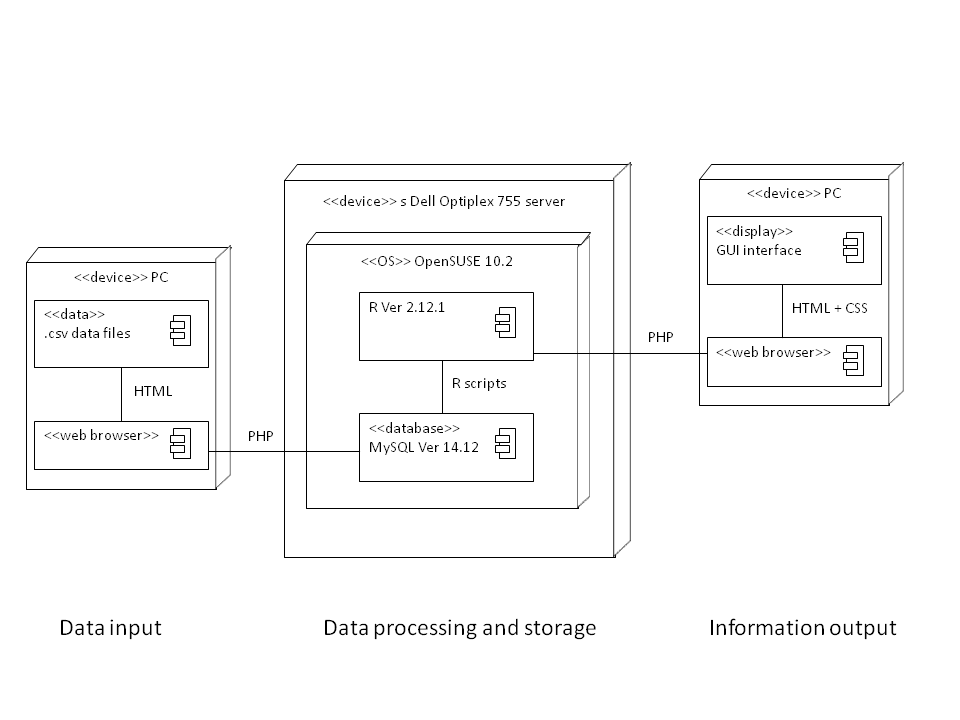 <<device>> PC
<<data>>
.csv data files
HTML
<<web browser>>
PHP
<<device>> s Dell Optiplex 755 server
<<OS>> OpenSUSE 10.2
R Ver 2.12.1
R scripts
<<database>>
MySQL Ver 14.12
PHP
<<device>> PC
<<display>>
GUI interface
HTML + CSS
<<web browser>>
Data input
Data processing and storage
Information output